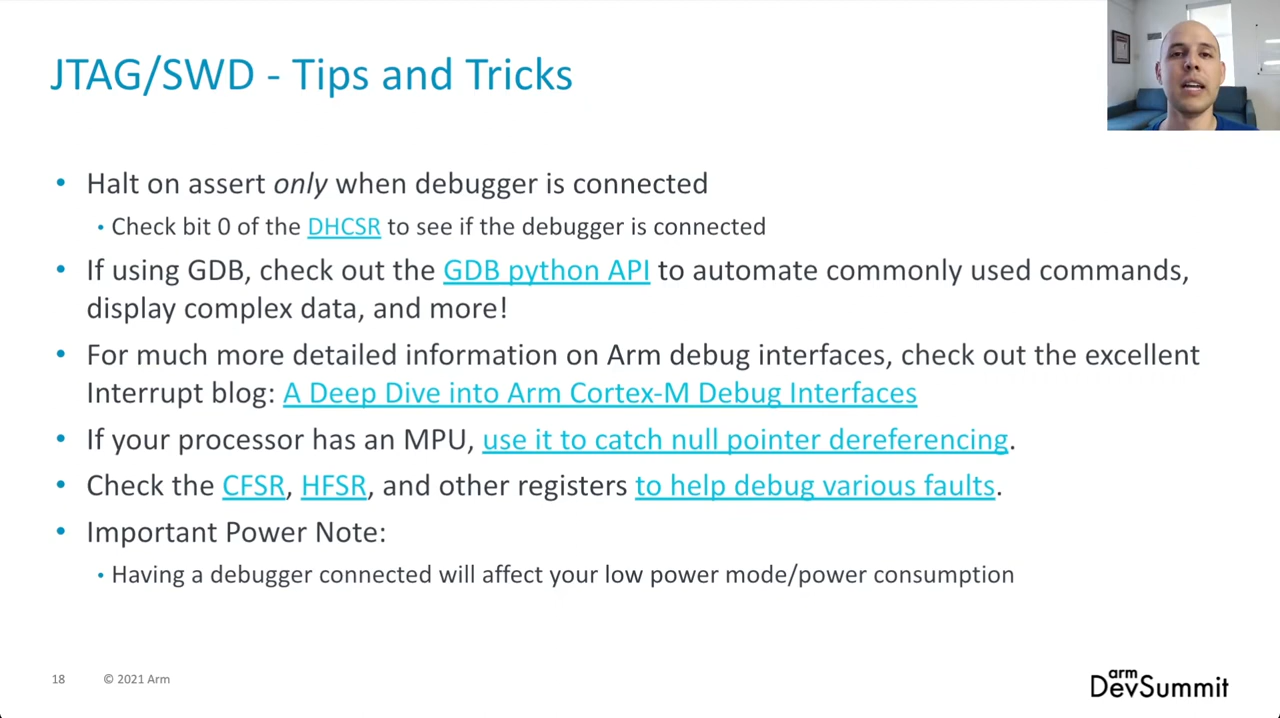 JTAG/SWD - Tips and Tricks
• Halt on assert only when debugger is connected
• Check bit 0 of the DHCSR to see if the debugger is connected
• If using GDB, check out the GDB python API to automate commonly used commands,
display complex data, and more!
• For much more detailed information on Arm debug interfaces, check out the excellent
Interrupt blog: A Deep Dive into Arm Cortex-M Debug Interfaces
• If your processor has an MPU, use it to catch null pointer dereferencing.
• Check the CFSR, HFSR, and other registers to help debug various faults.
• Important Power Note:
• Having a debugger connected will affect your low power mode/power consumption
18 © 2021 Arm
arm
DevSummit